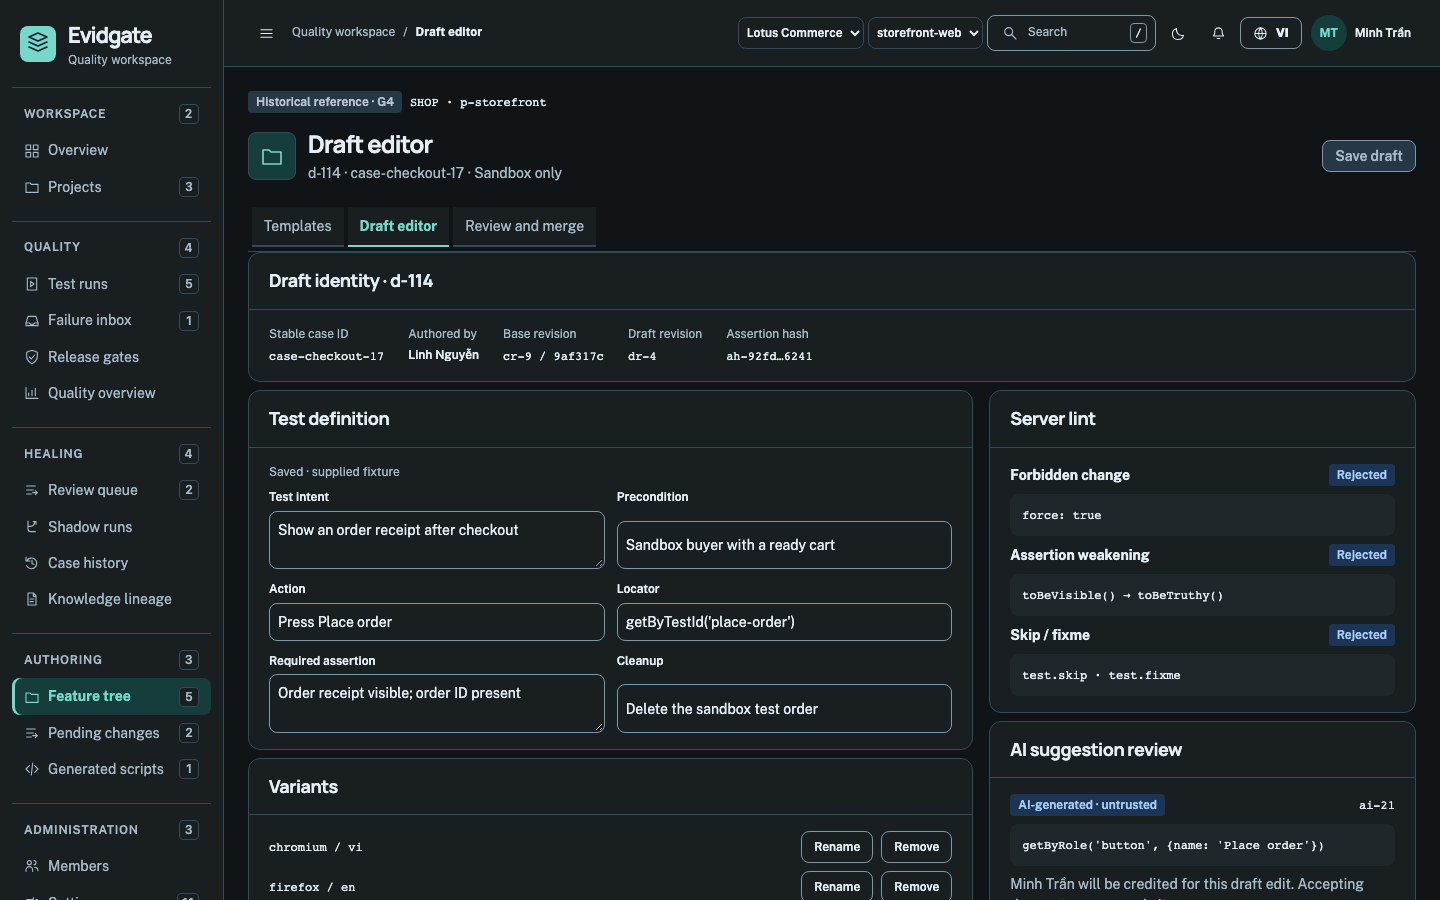 Evidgate
Quality workspace
WORKSPACE 2
Overview
Projects 3
QUALITY 4
Test runs 5
Failure inbox 1
Release gates
Quality overview
HEALING 4
Review queue 2
Shadow runs
Case history
Knowledge lineage
AUTHORING 3
Feature tree 5
Pending changes 2
Generated scripts 1
ADMINISTRATION 3
Members
Quality workspace / Draft editor
Lotus Commerce
storefront-web
Search /
VI
MT Minh Trần
Historical reference · G4 SHOP • p-storefront
Draft editor
d-114 · case-checkout-17 · Sandbox only
Save draft
Templates
Draft editor
Review and merge
Draft identity · d-114
Stable case ID
case-checkout-17
Authored by
Linh Nguyễn
Base revision
cr-9 / 9af317c
Draft revision
dr-4
Assertion hash
ah-92fd…6241
Test definition
Saved · supplied fixture
Test intent
Show an order receipt after checkout
Precondition
Sandbox buyer with a ready cart
Action
Press Place order
Locator
getByTestId('place-order')
Required assertion
Order receipt visible; order ID present
Cleanup
Delete the sandbox test order
Variants
chromium / vi Rename Remove
firefox / en Rename Remove
Server lint
Forbidden change Rejected
force: true
Assertion weakening Rejected
toBeVisible() → toBeTruthy()
Skip / fixme Rejected
test.skip · test.fixme
AI suggestion review
AI-generated · untrusted ai-21
getByRole('button', {name: 'Place order'})
Minh Trần will be credited for this draft edit. Accepting